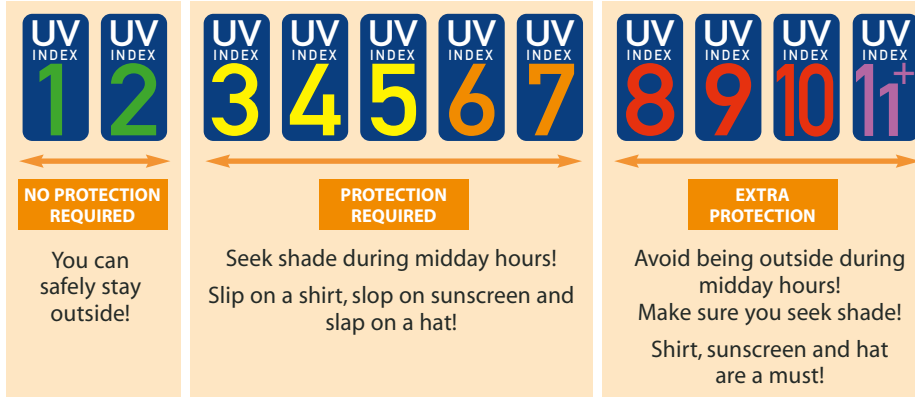 UV INDEX 1
UV INDEX 2
NO PROTECTION
REQUIRED
You can
safely stay
outside!
UV INDEX 3
UV INDEX 4
UV INDEX 5
UV INDEX 6
UV INDEX 7
PROTECTION
REQUIRED
Seek shade during midday hours!
Slip on a shirt, slop on sunscreen and
slap on a hat!
UV INDEX 8
UV INDEX 9
UV INDEX 10
UV INDEX 11+
EXTRA
PROTECTION
Avoid being outside during
midday hours!
Make sure you seek shade!
Shirt, sunscreen and hat
are a must!